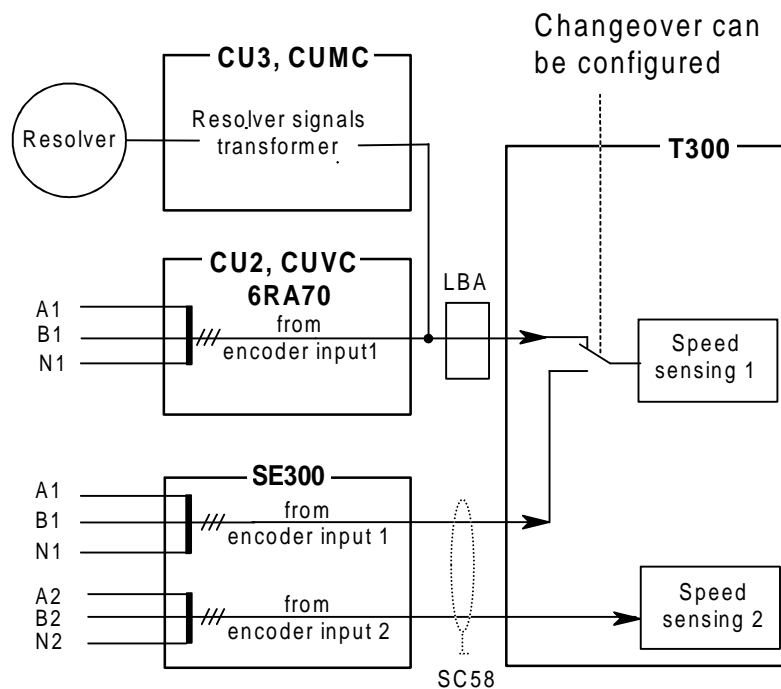 Changeover can
be configured
CU3, CUMC
Resolver
Resolver signals
transformer
T300
CU2, CUVC
6RA70
LBA
A1
B1
N1
from
encoder input1
Speed
sensing 1
SE300
A1
B1
N1
from
encoder input 1
A2
B2
N2
from
encoder input 2
Speed
sensing 2
SC58